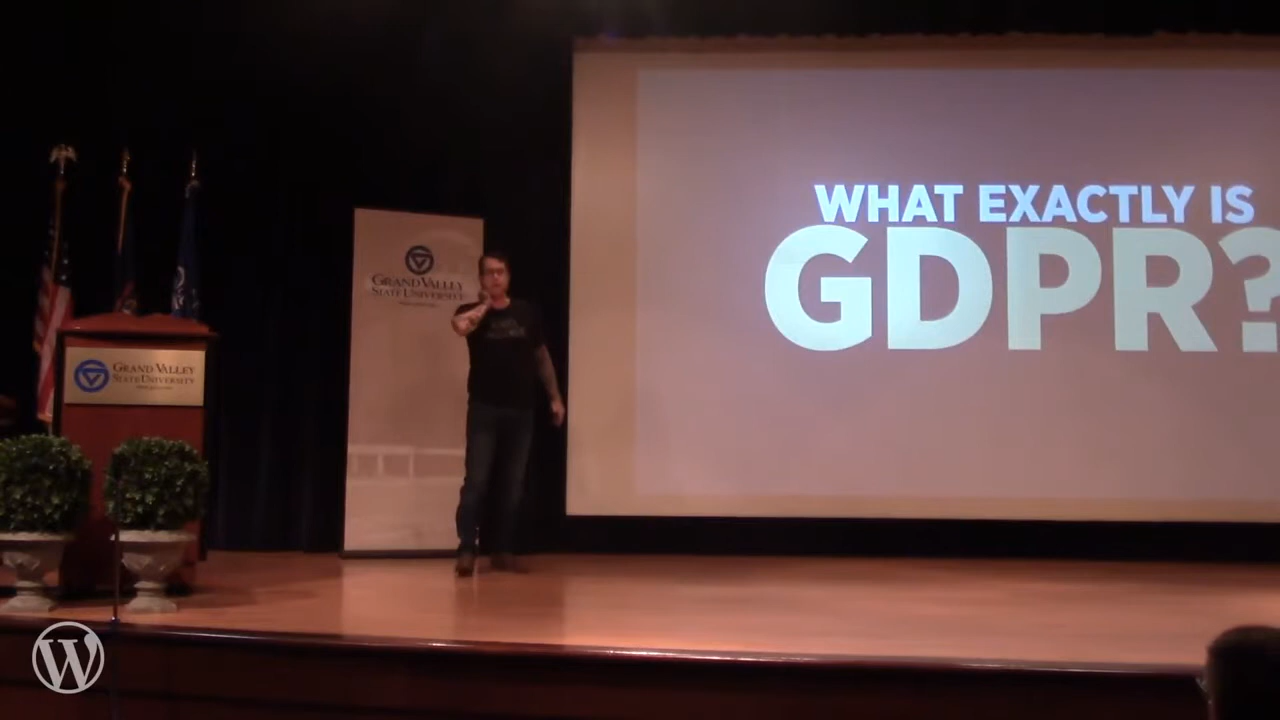 WHAT EXACTLY IS
GDPR?
GRAND VALLEY
STATE UNIVERSITY
GRAND VALLEY
STATE UNIVERSITY
W